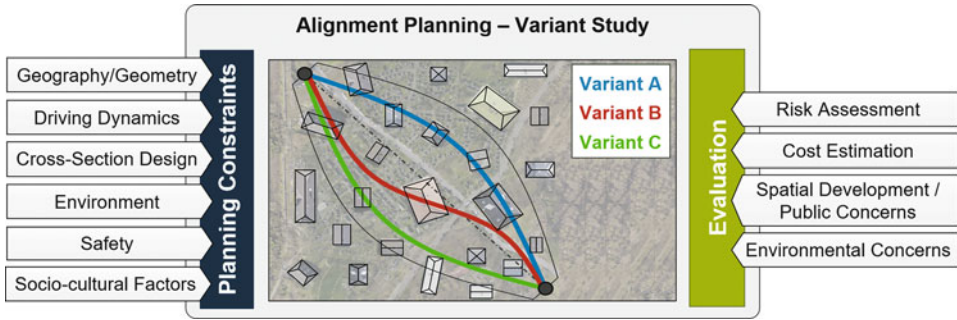 Alignment Planning – Variant Study
Geography/Geometry
Driving Dynamics
Cross-Section Design
Environment
Safety
Socio-cultural Factors
Planning Constraints
Variant A
Variant B
Variant C
Evaluation
Risk Assessment
Cost Estimation
Spatial Development /
Public Concerns
Environmental Concerns